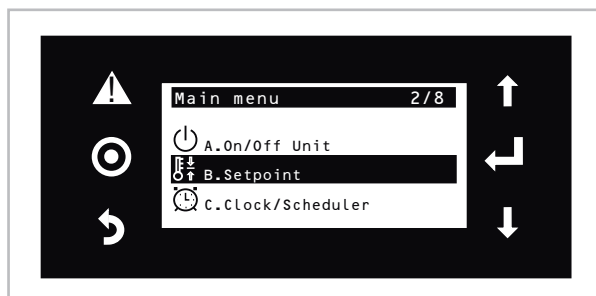 Main menu 2/8
A.On/Off Unit
B.Setpoint
C.Clock/Scheduler